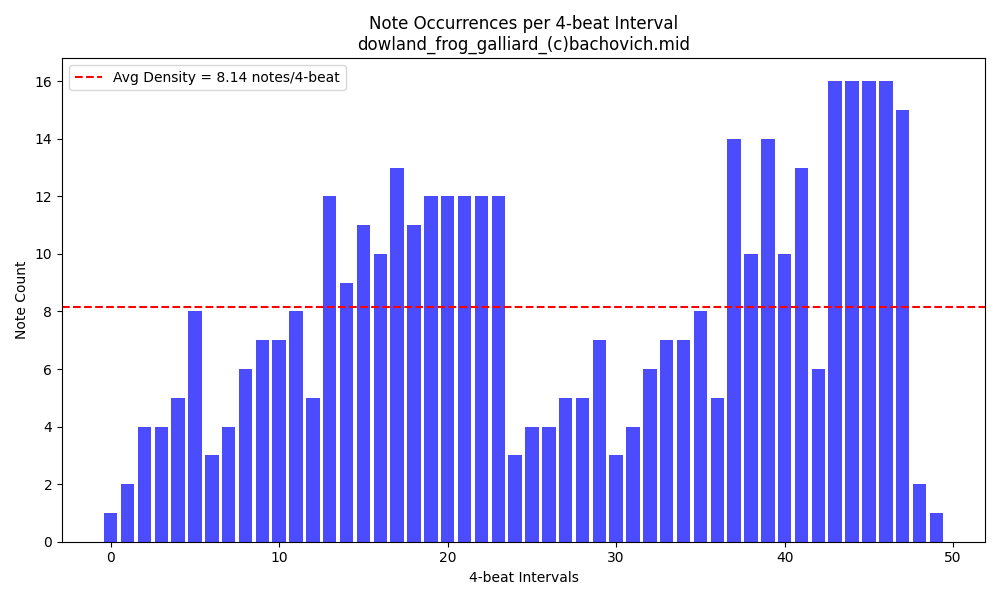 Note Occurrences per 4-beat Interval
dowland_frog_galliard_(c)bachovich.mid
Avg Density = 8.14 notes/4-beat
Note Count
16
14
12
10
8
6
4
2
0
0 10 20 30 40 50
4-beat Intervals